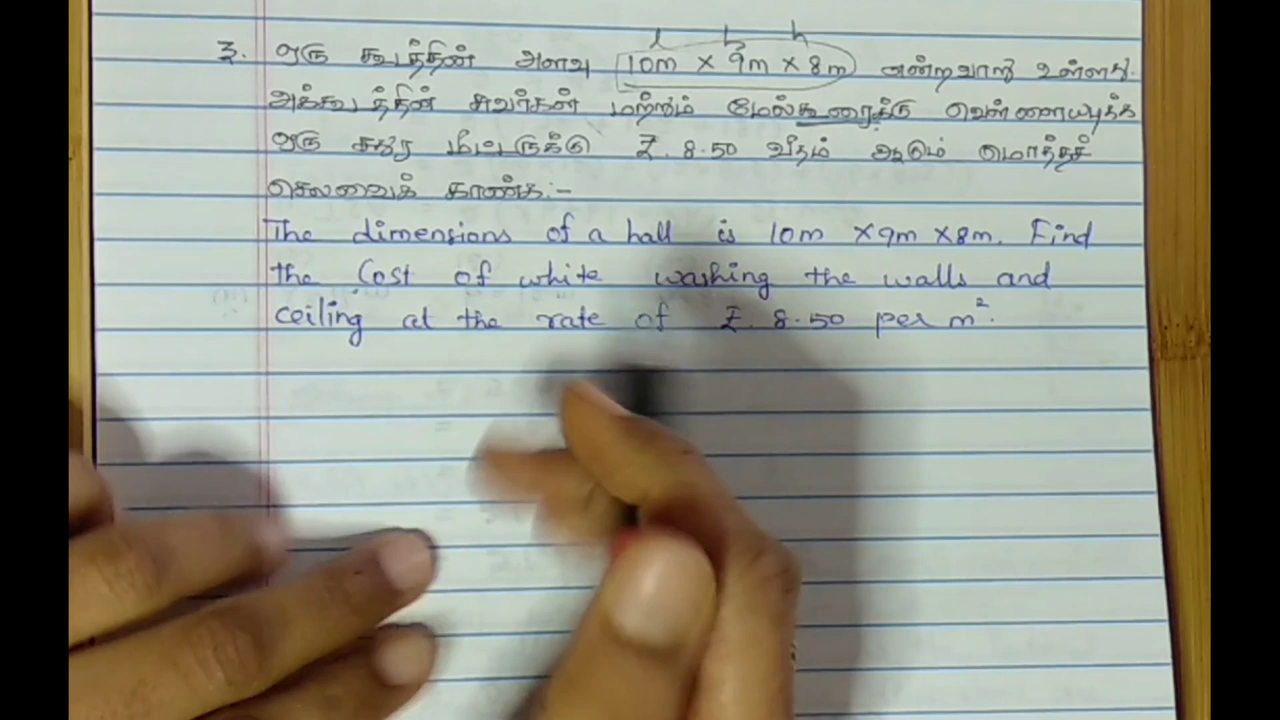 l b h
3. ஒரு கூடத்தின் அளவு 10m × 9m × 8m என்றவாறு உள்ளது.
அக்கூடத்தின் சுவர்கள் மற்றும் மேல்கூரைக்கு வெள்ளையடிக்க
ஒரு சதுர மீட்டருக்கு ₹. 8.50 வீதம் ஆகும் மொத்தச்
செலவைக் காண்க:-
The dimensions of a hall is 10m ×9m ×8m. Find
the Cost of white washing the walls and
ceiling at the rate of ₹. 8.50 per m².